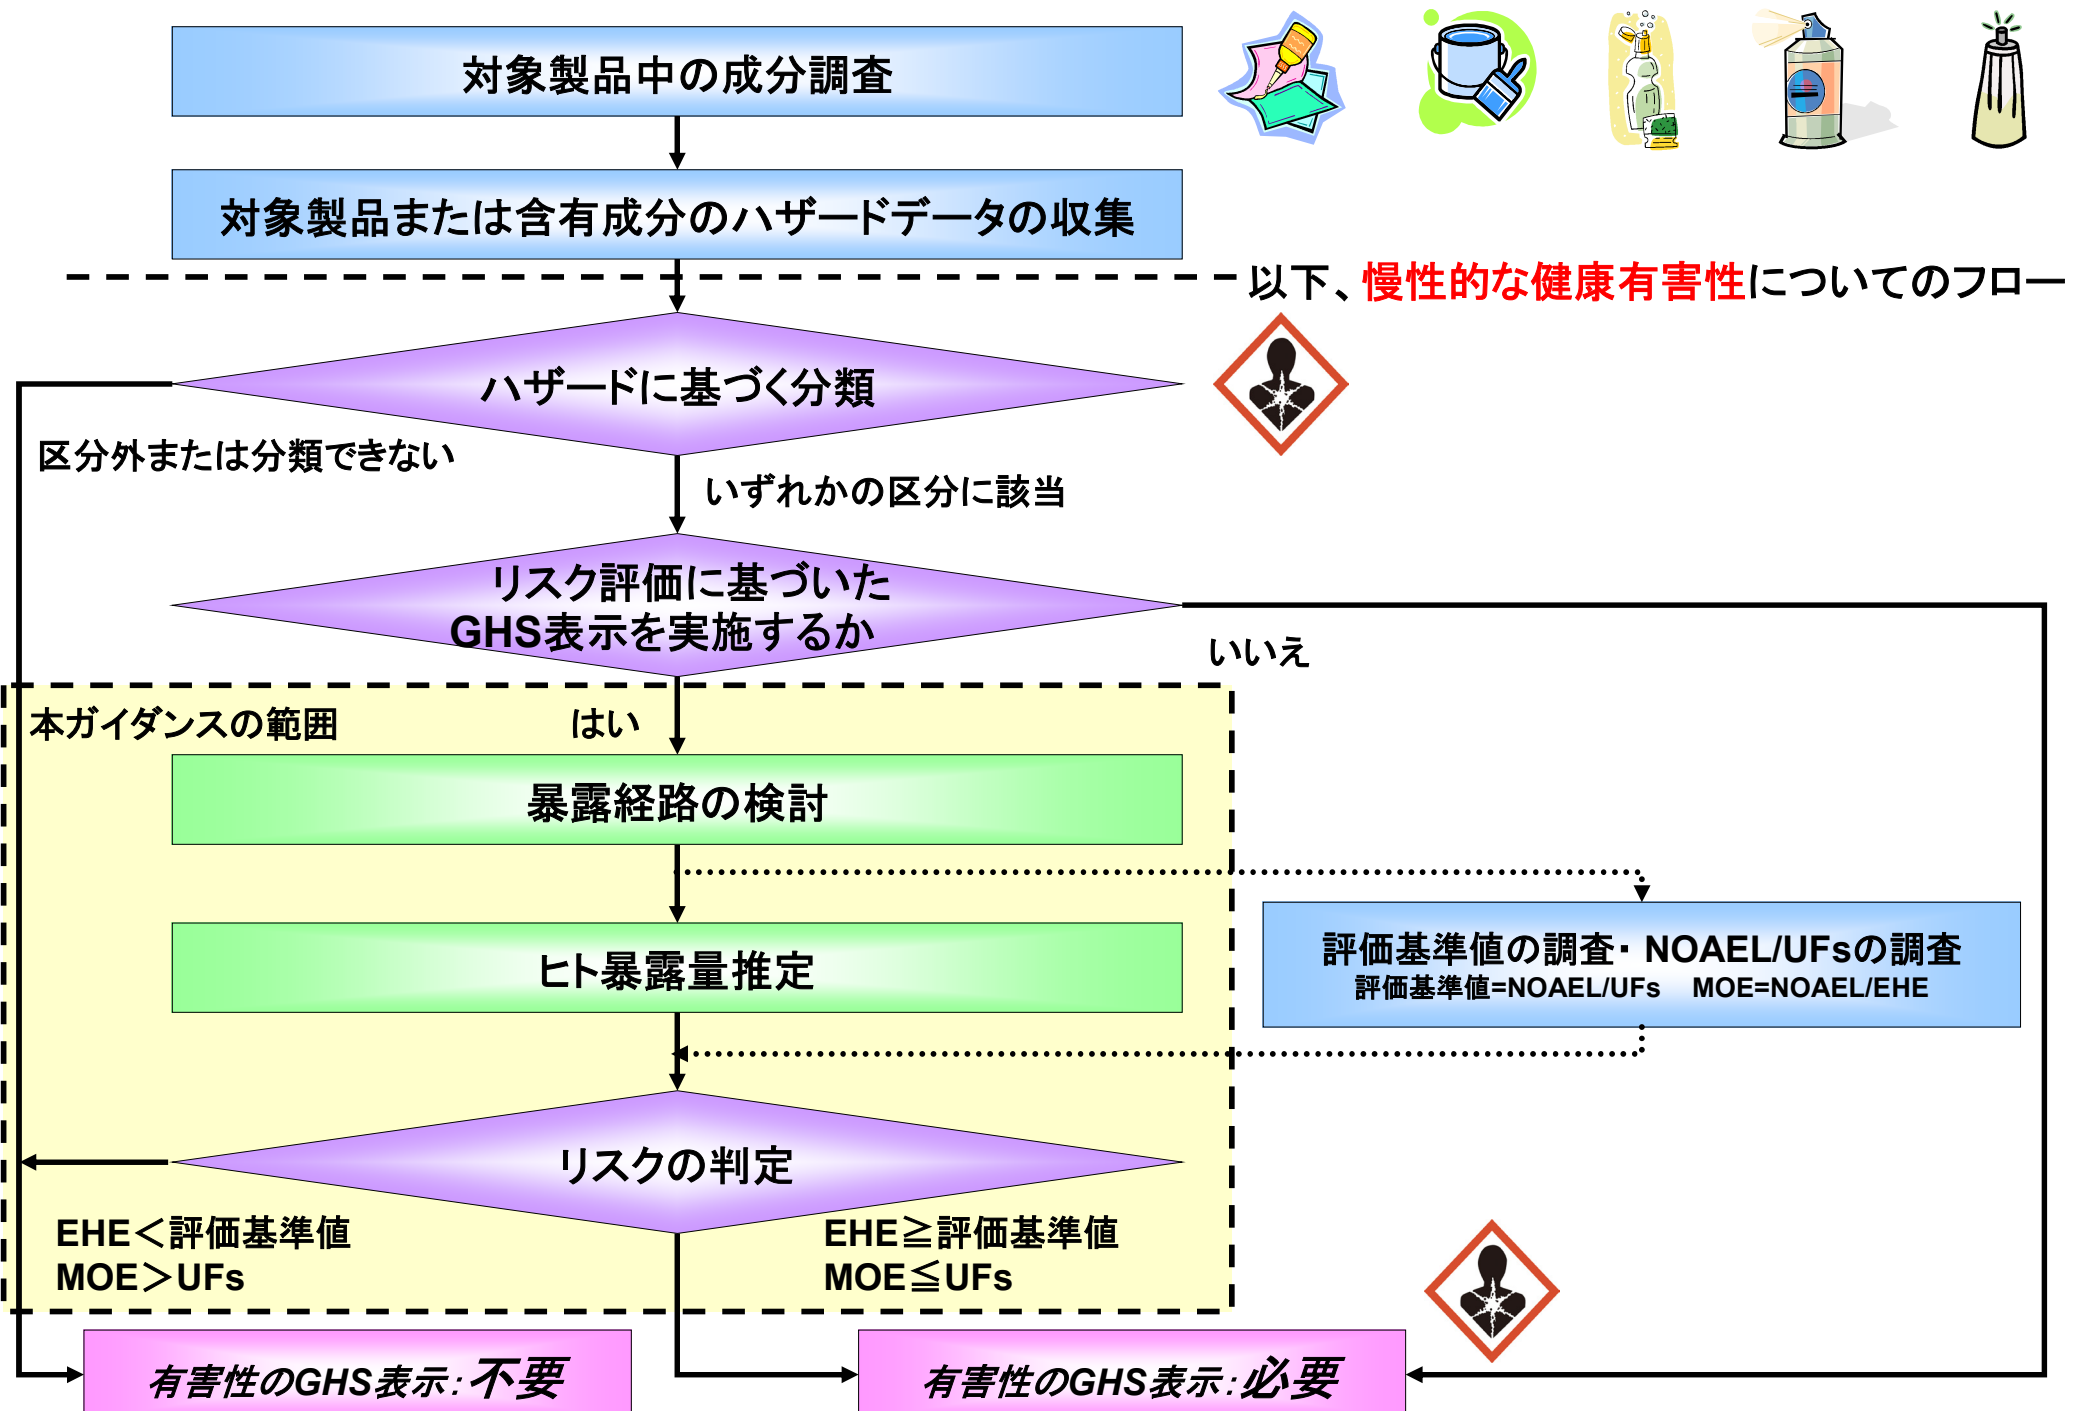 対象製品中の成分調査
対象製品または含有成分のハザードデータの収集
以下、慢性的な健康有害性についてのフロー
ハザードに基づく分類
区分外または分類できない
いずれかの区分に該当
リスク評価に基づいた
GHS表示を実施するか
いいえ
本ガイダンスの範囲
はい
暴露経路の検討
ヒト暴露量推定
評価基準値の調査・NOAEL/UFsの調査
評価基準値=NOAEL/UFs MOE=NOAEL/EHE
リスクの判定
EHE＜評価基準値
MOE＞UFs
EHE≧評価基準値
MOE≦UFs
有害性のGHS表示：不要
有害性のGHS表示：必要